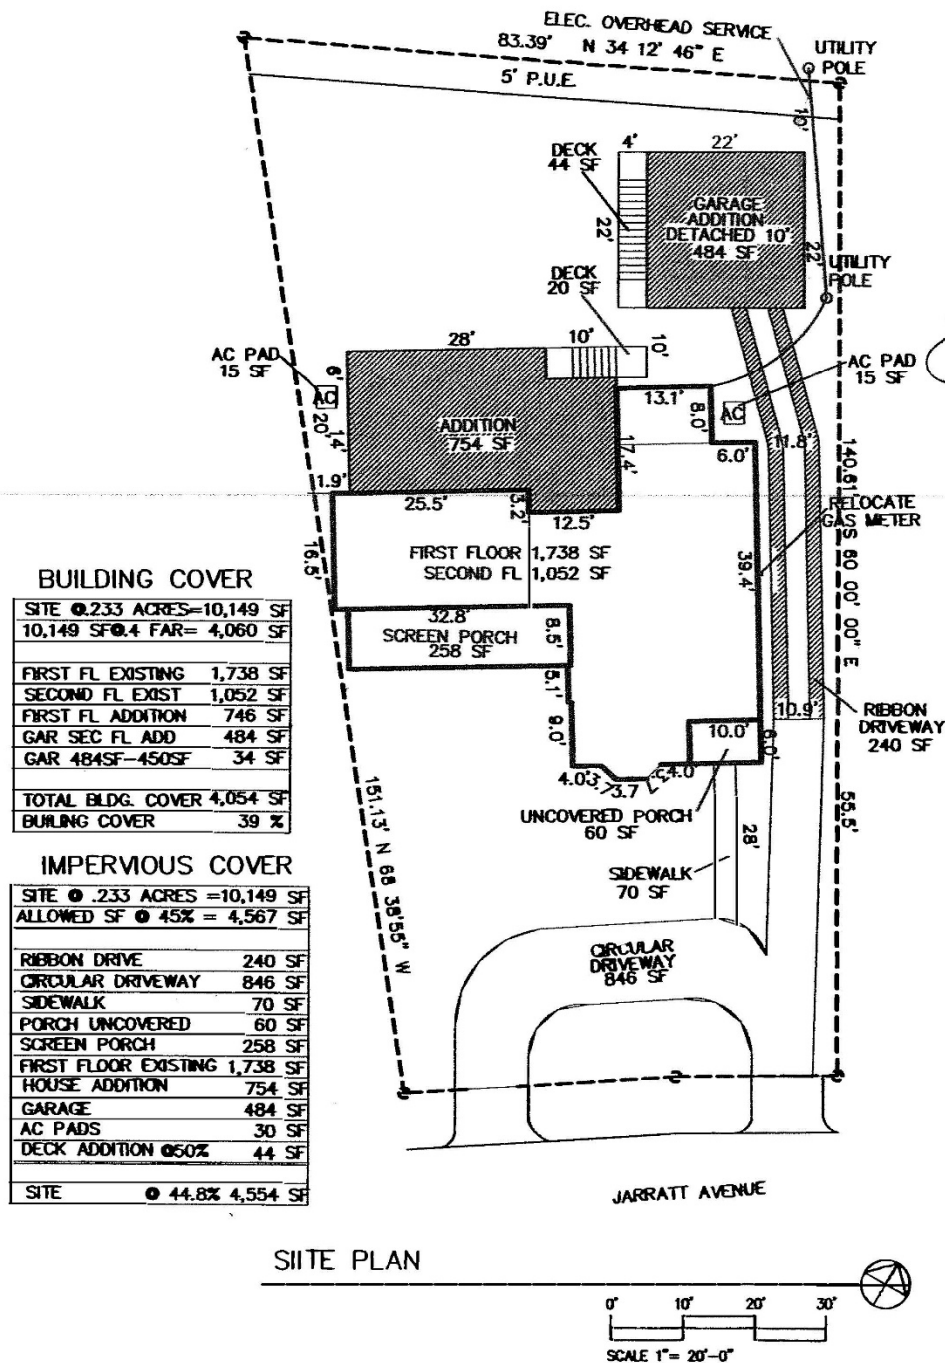 ELEC. OVERHEAD SERVICE
83.39' N 34 12' 46" E
UTILITY
POLE
5' P.U.E.
10'
DECK
44 SF
4'
22'
22'
GARAGE
ADDITION
DETACHED 10'
484 SF
22'
UTILITY
POLE
DECK
20 SF
28'
10'
10'
AC PAD
15 SF
6'
AC
20'
14'
AC PAD
15 SF
AC
13.1'
8.0'
ADDITION
754 SF
17.4'
6.0'
11.8'
140.61' S 60 00' 00" E
1.9'
25.5'
3.2'
12.5'
RELOCATE
GAS METER
16.5'
FIRST FLOOR 1,738 SF
SECOND FL 1,052 SF
39.4'
32.8'
SCREEN PORCH
258 SF
8.5'
5.1'
9.0'
10.9'
RIBBON
DRIVEWAY
240 SF
10.0'
6.0'
4.0'
3.7
3.7
4.0
UNCOVERED PORCH
60 SF
28'
55.5'
SIDEWALK
70 SF
151.13' N 68 38'55" W
CIRCULAR
DRIVEWAY
846 SF
BUILDING COVER
SITE @.233 ACRES=10,149 SF
10,149 SF@.4 FAR= 4,060 SF
FIRST FL EXISTING 1,738 SF
SECOND FL EXIST 1,052 SF
FIRST FL ADDITION 746 SF
GAR SEC FL ADD 484 SF
GAR 484SF-450SF 34 SF
TOTAL BLDG. COVER 4,054 SF
BUILING COVER 39 %
IMPERVIOUS COVER
SITE @ .233 ACRES =10,149 SF
ALLOWED SF @ 45% = 4,567 SF
RIBBON DRIVE 240 SF
CIRCULAR DRIVEWAY 846 SF
SIDEWALK 70 SF
PORCH UNCOVERED 60 SF
SCREEN PORCH 258 SF
FIRST FLOOR EXISTING 1,738 SF
HOUSE ADDITION 754 SF
GARAGE 484 SF
AC PADS 30 SF
DECK ADDITION @50% 44 SF
SITE @ 44.8% 4,554 SF
JARRATT AVENUE
SIITE PLAN
0' 10' 20' 30'
SCALE 1"= 20'-0"